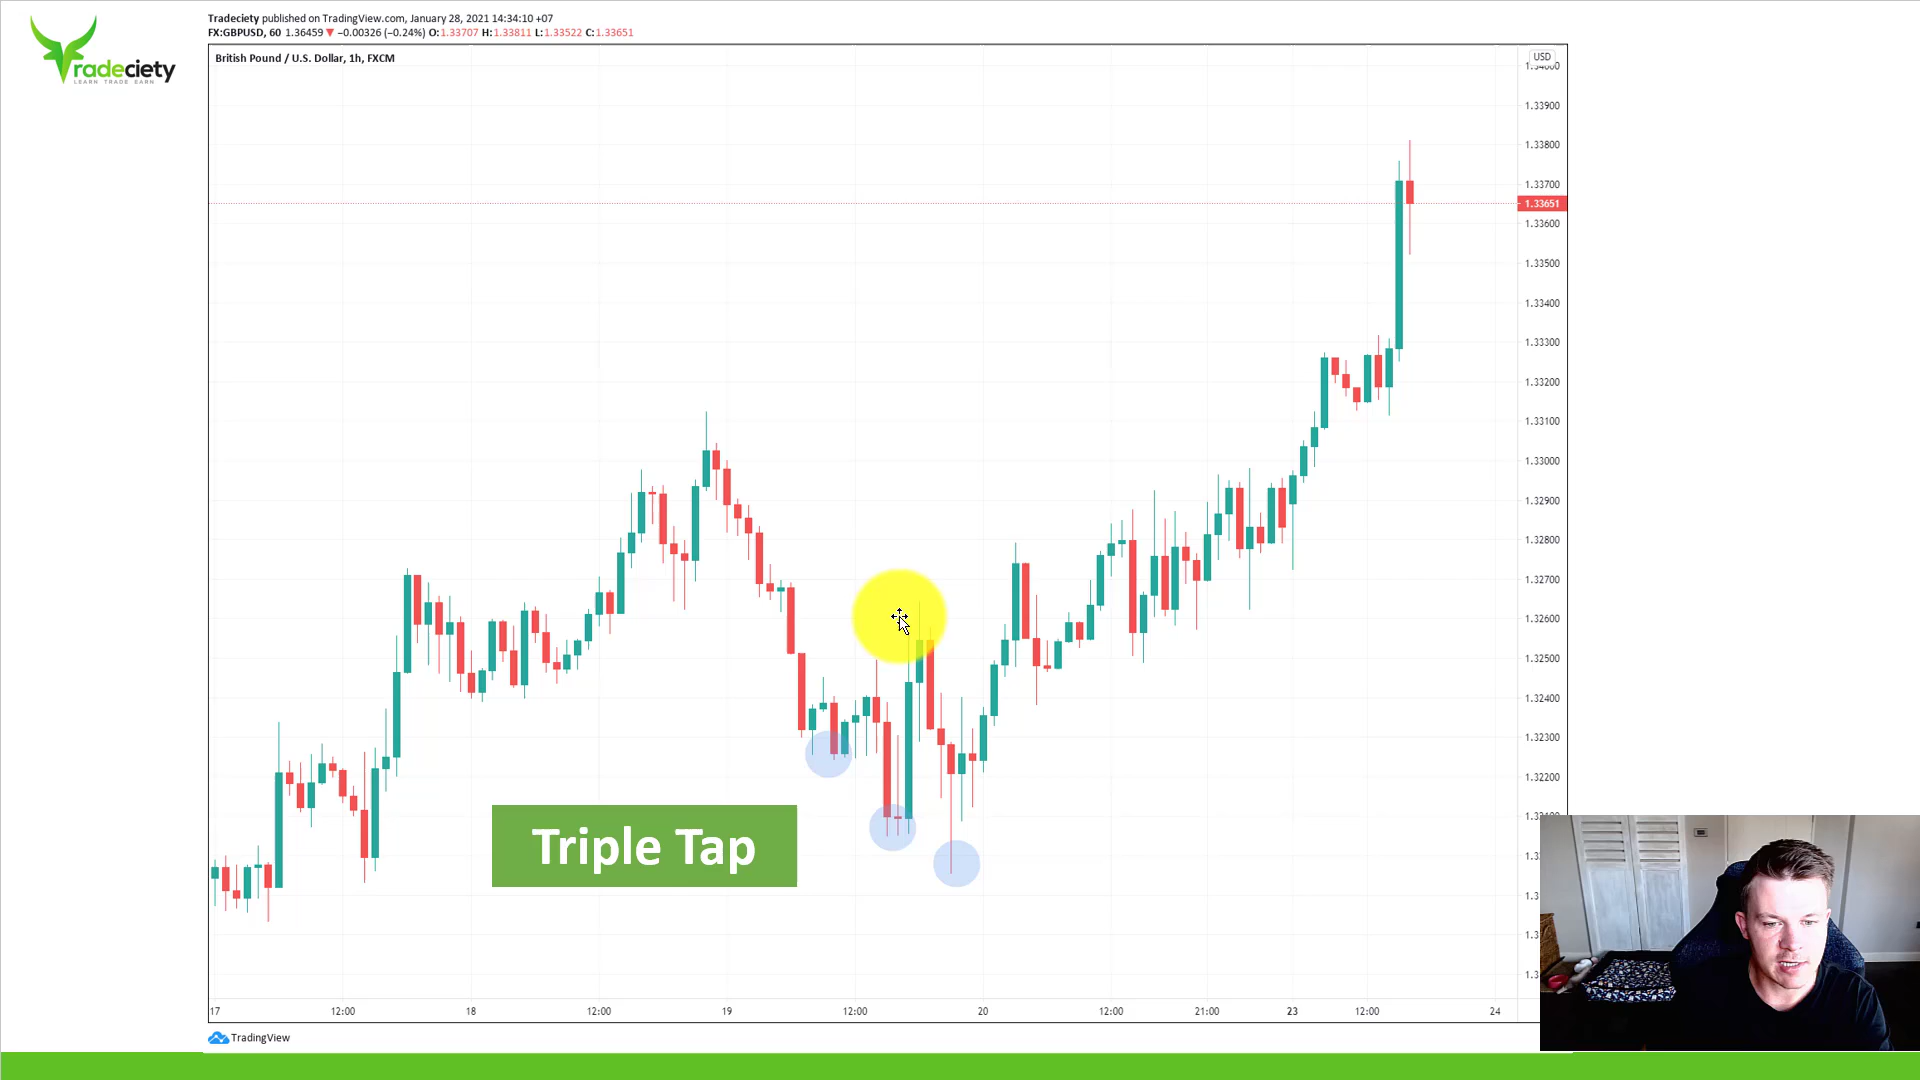 Tradeciety published on TradingView.com, January 28, 2021 14:34:10 +07
FX:GBPUSD, 60 1.36459 ▼ −0.00326 (−0.24%) O:1.33707 H:1.33811 L:1.33522 C:1.33651
radeciety
LEARN TRADE EARN
British Pound / U.S. Dollar, 1h, FXCM
USD
1.33900
1.33800
1.33700
1.33651
1.33600
1.33500
1.33400
1.33300
1.33200
1.33100
1.33000
1.32900
1.32800
1.32700
1.32600
1.32500
1.32400
1.32300
1.32200
Triple Tap
17 12:00 18 12:00 19 12:00 20 12:00 21:00 23 12:00 24
TradingView